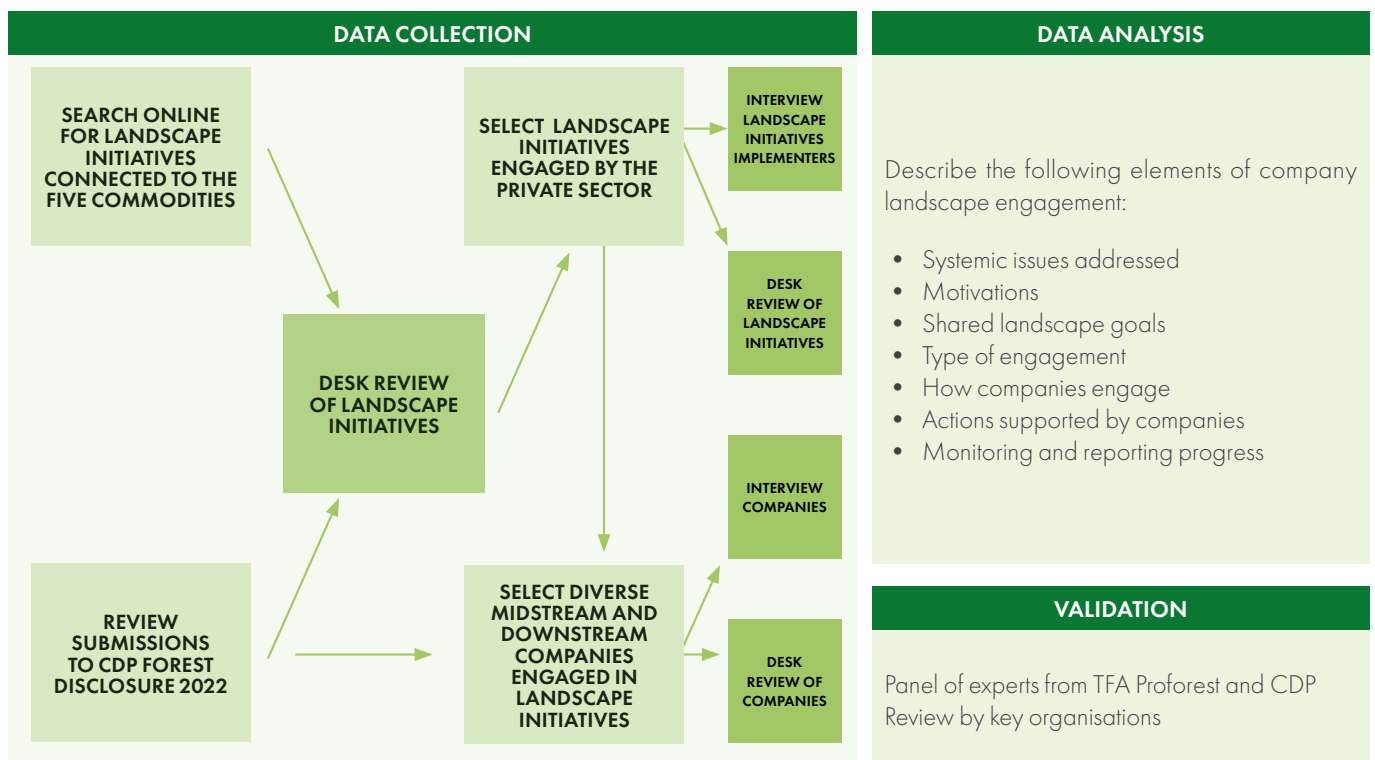 DATA COLLECTION
SEARCH ONLINE
FOR LANDSCAPE
INITIATIVES
CONNECTED TO THE
FIVE COMMODITIES
REVIEW
SUBMISSIONS
TO CDP FOREST
DISCLOSURE 2022
DESK REVIEW
OF LANDSCAPE
INITIATIVES
SELECT LANDSCAPE
INITIATIVES
ENGAGED BY THE
PRIVATE SECTOR
SELECT DIVERSE
MIDSTREAM AND
DOWNSTREAM
COMPANIES
ENGAGED IN
LANDSCAPE
INITIATIVES
INTERVIEW
LANDSCAPE
INITIATIVES
IMPLEMENTERS
DESK
REVIEW OF
LANDSCAPE
INITIATIVES
INTERVIEW
COMPANIES
DESK
REVIEW OF
COMPANIES
DATA ANALYSIS
Describe the following elements of company
landscape engagement:
• Systemic issues addressed
• Motivations
• Shared landscape goals
• Type of engagement
• How companies engage
• Actions supported by companies
• Monitoring and reporting progress
VALIDATION
Panel of experts from TFA Proforest and CDP
Review by key organisations